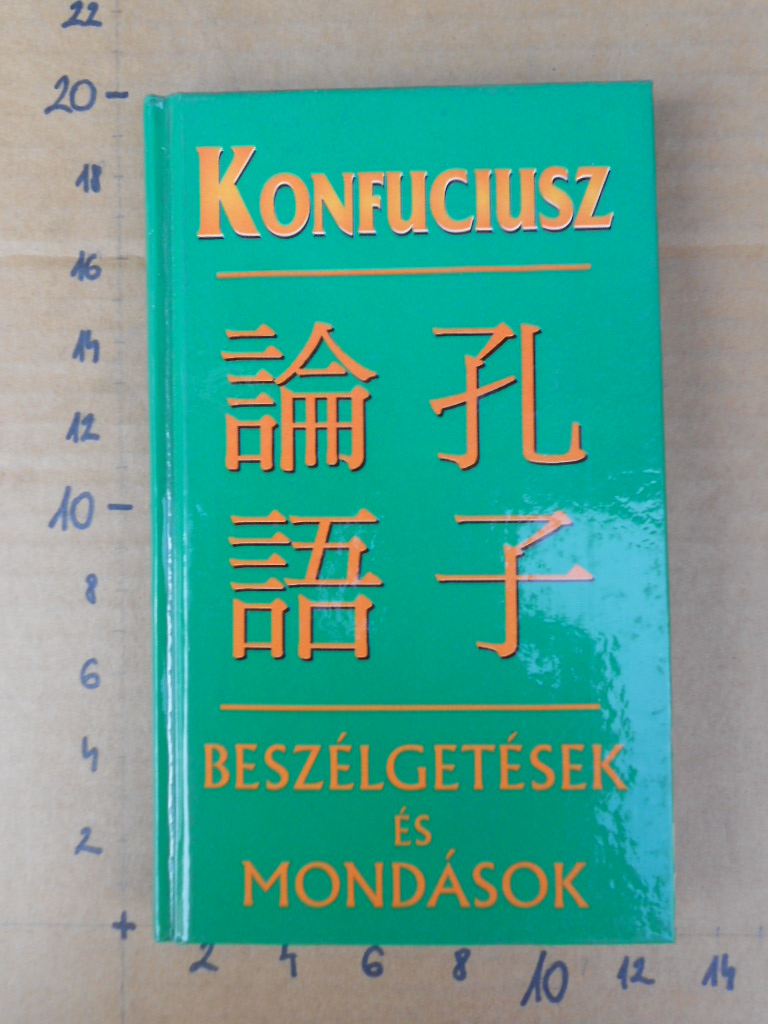 22
20
18
16
14
12
10
8
6
4
2
+
2 4 6 8 10 12 14
KONFUCIUSZ
孔子
論語
BESZÉLGETÉSEK
ÉS
MONDÁSOK